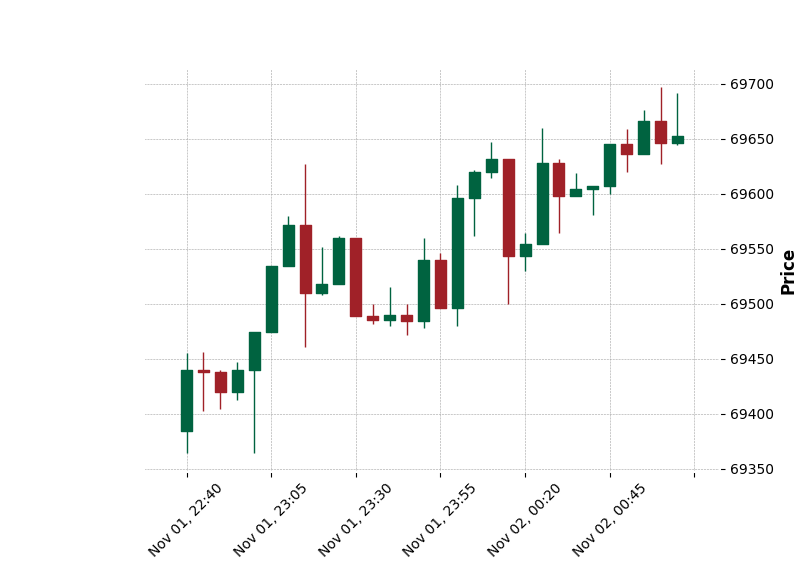 69700
69650
69600
69550
69500
69450
69400
69350
Price
Nov 01, 22:40
Nov 01, 23:05
Nov 01, 23:30
Nov 01, 23:55
Nov 02, 00:20
Nov 02, 00:45